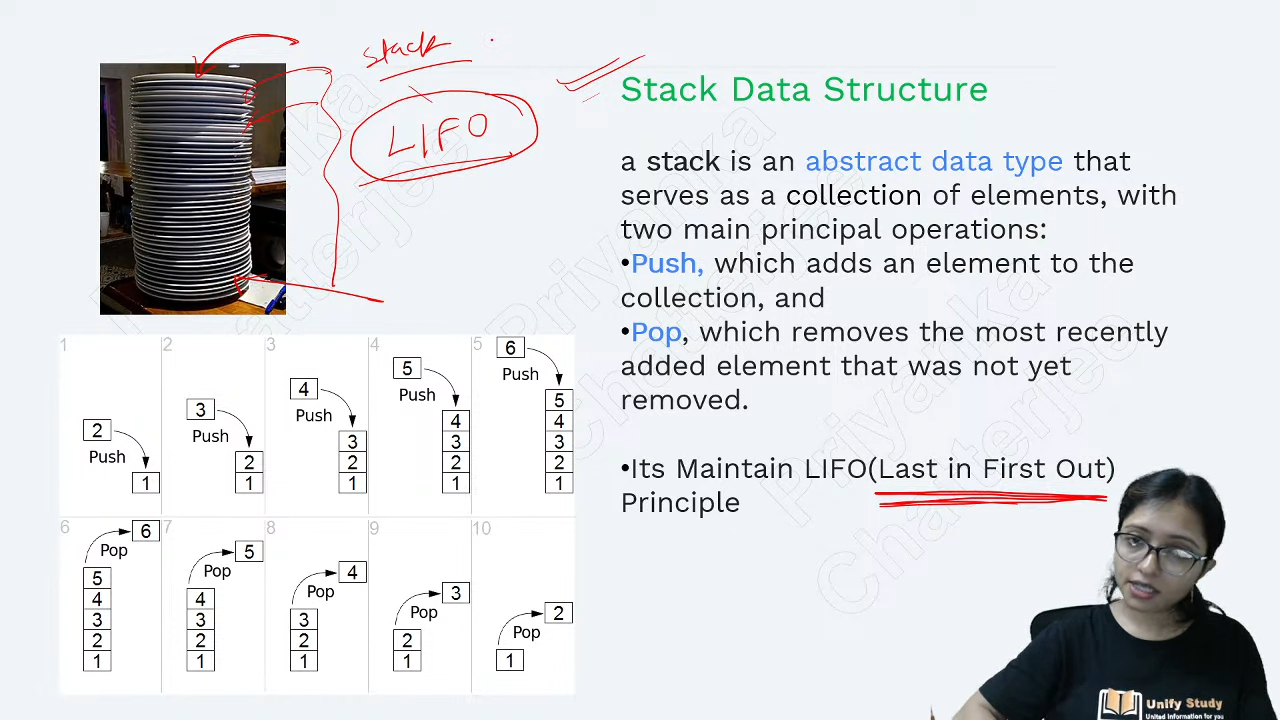 stack
LIFO
Stack Data Structure
a stack is an abstract data type that
serves as a collection of elements, with
two main principal operations:
•Push, which adds an element to the
collection, and
•Pop, which removes the most recently
added element that was not yet
removed.
•Its Maintain LIFO(Last in First Out)
Principle
1 2 3 4 5
2 Push 1
3 Push 2 1
4 Push 3 2 1
5 Push 4 3 2 1
6 Push 5 4 3 2 1
6 7 8 9 10
6 Pop 5 4 3 2 1
5 Pop 4 3 2 1
4 Pop 3 2 1
3 Pop 2 1
2 Pop 1
Priyanka
Chatterjee
Unify Study
United Information for you